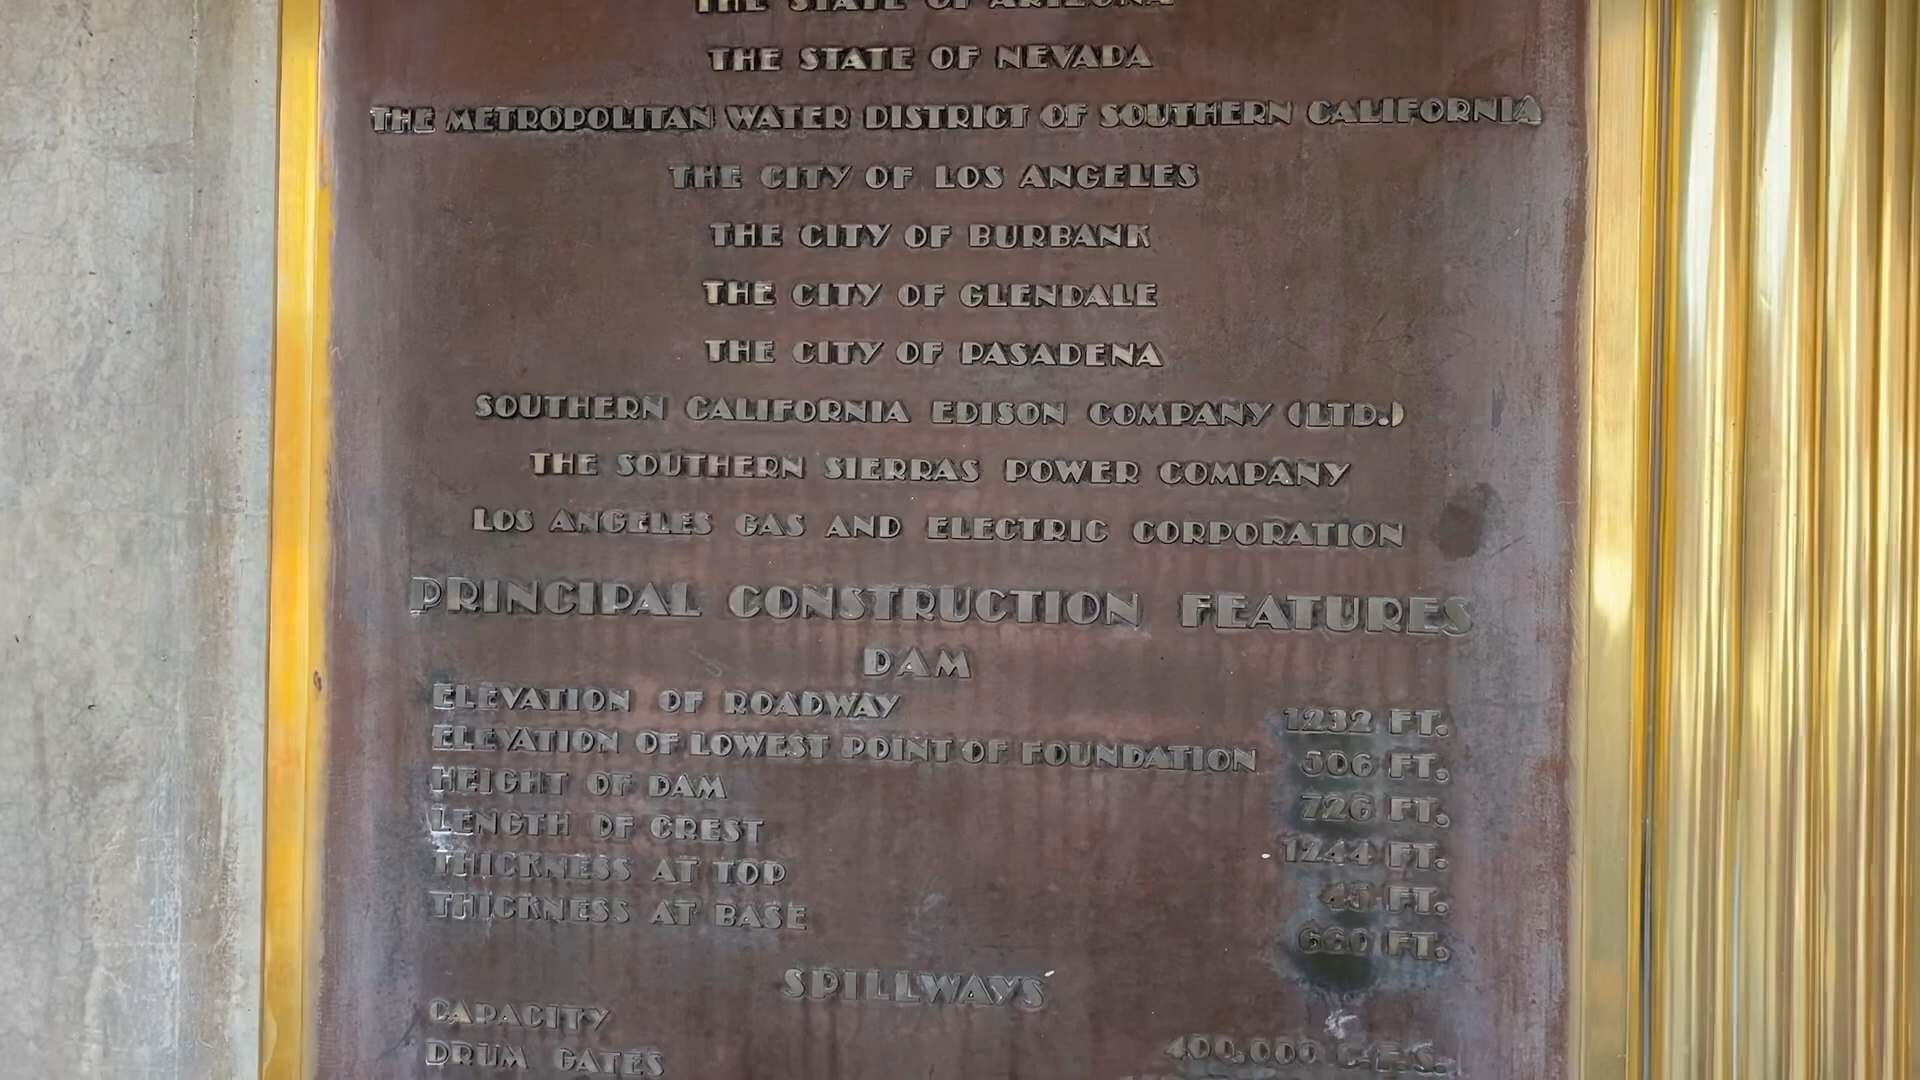 THE STATE OF ARIZONA
THE STATE OF NEVADA
THE METROPOLITAN WATER DISTRICT OF SOUTHERN CALIFORNIA
THE CITY OF LOS ANGELES
THE CITY OF BURBANK
THE CITY OF GLENDALE
THE CITY OF PASADENA
SOUTHERN CALIFORNIA EDISON COMPANY (LTD.)
THE SOUTHERN SIERRAS POWER COMPANY
LOS ANGELES GAS AND ELECTRIC CORPORATION
PRINCIPAL CONSTRUCTION FEATURES
DAM
ELEVATION OF ROADWAY 1232 FT.
ELEVATION OF LOWEST POINT OF FOUNDATION 506 FT.
HEIGHT OF DAM 726 FT.
LENGTH OF CREST 1244 FT.
THICKNESS AT TOP 45 FT.
THICKNESS AT BASE 660 FT.
SPILLWAYS
CAPACITY 400,000 C.F.S.
DRUM GATES